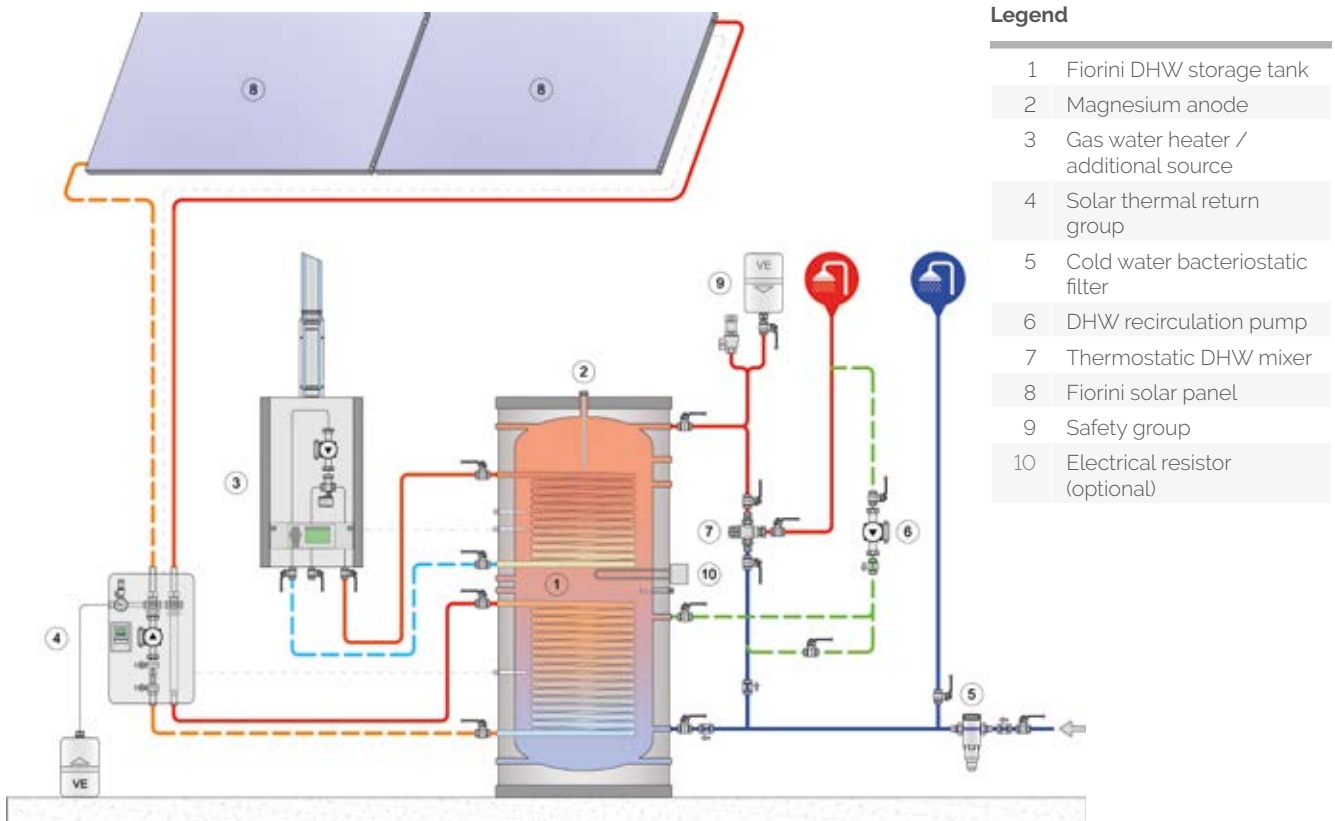 8
8
9
VE
2
3
7
6
10
1
4
5
VE
Legend
1 Fiorini DHW storage tank
2 Magnesium anode
3 Gas water heater /
additional source
4 Solar thermal return
group
5 Cold water bacteriostatic
filter
6 DHW recirculation pump
7 Thermostatic DHW mixer
8 Fiorini solar panel
9 Safety group
10 Electrical resistor
(optional)